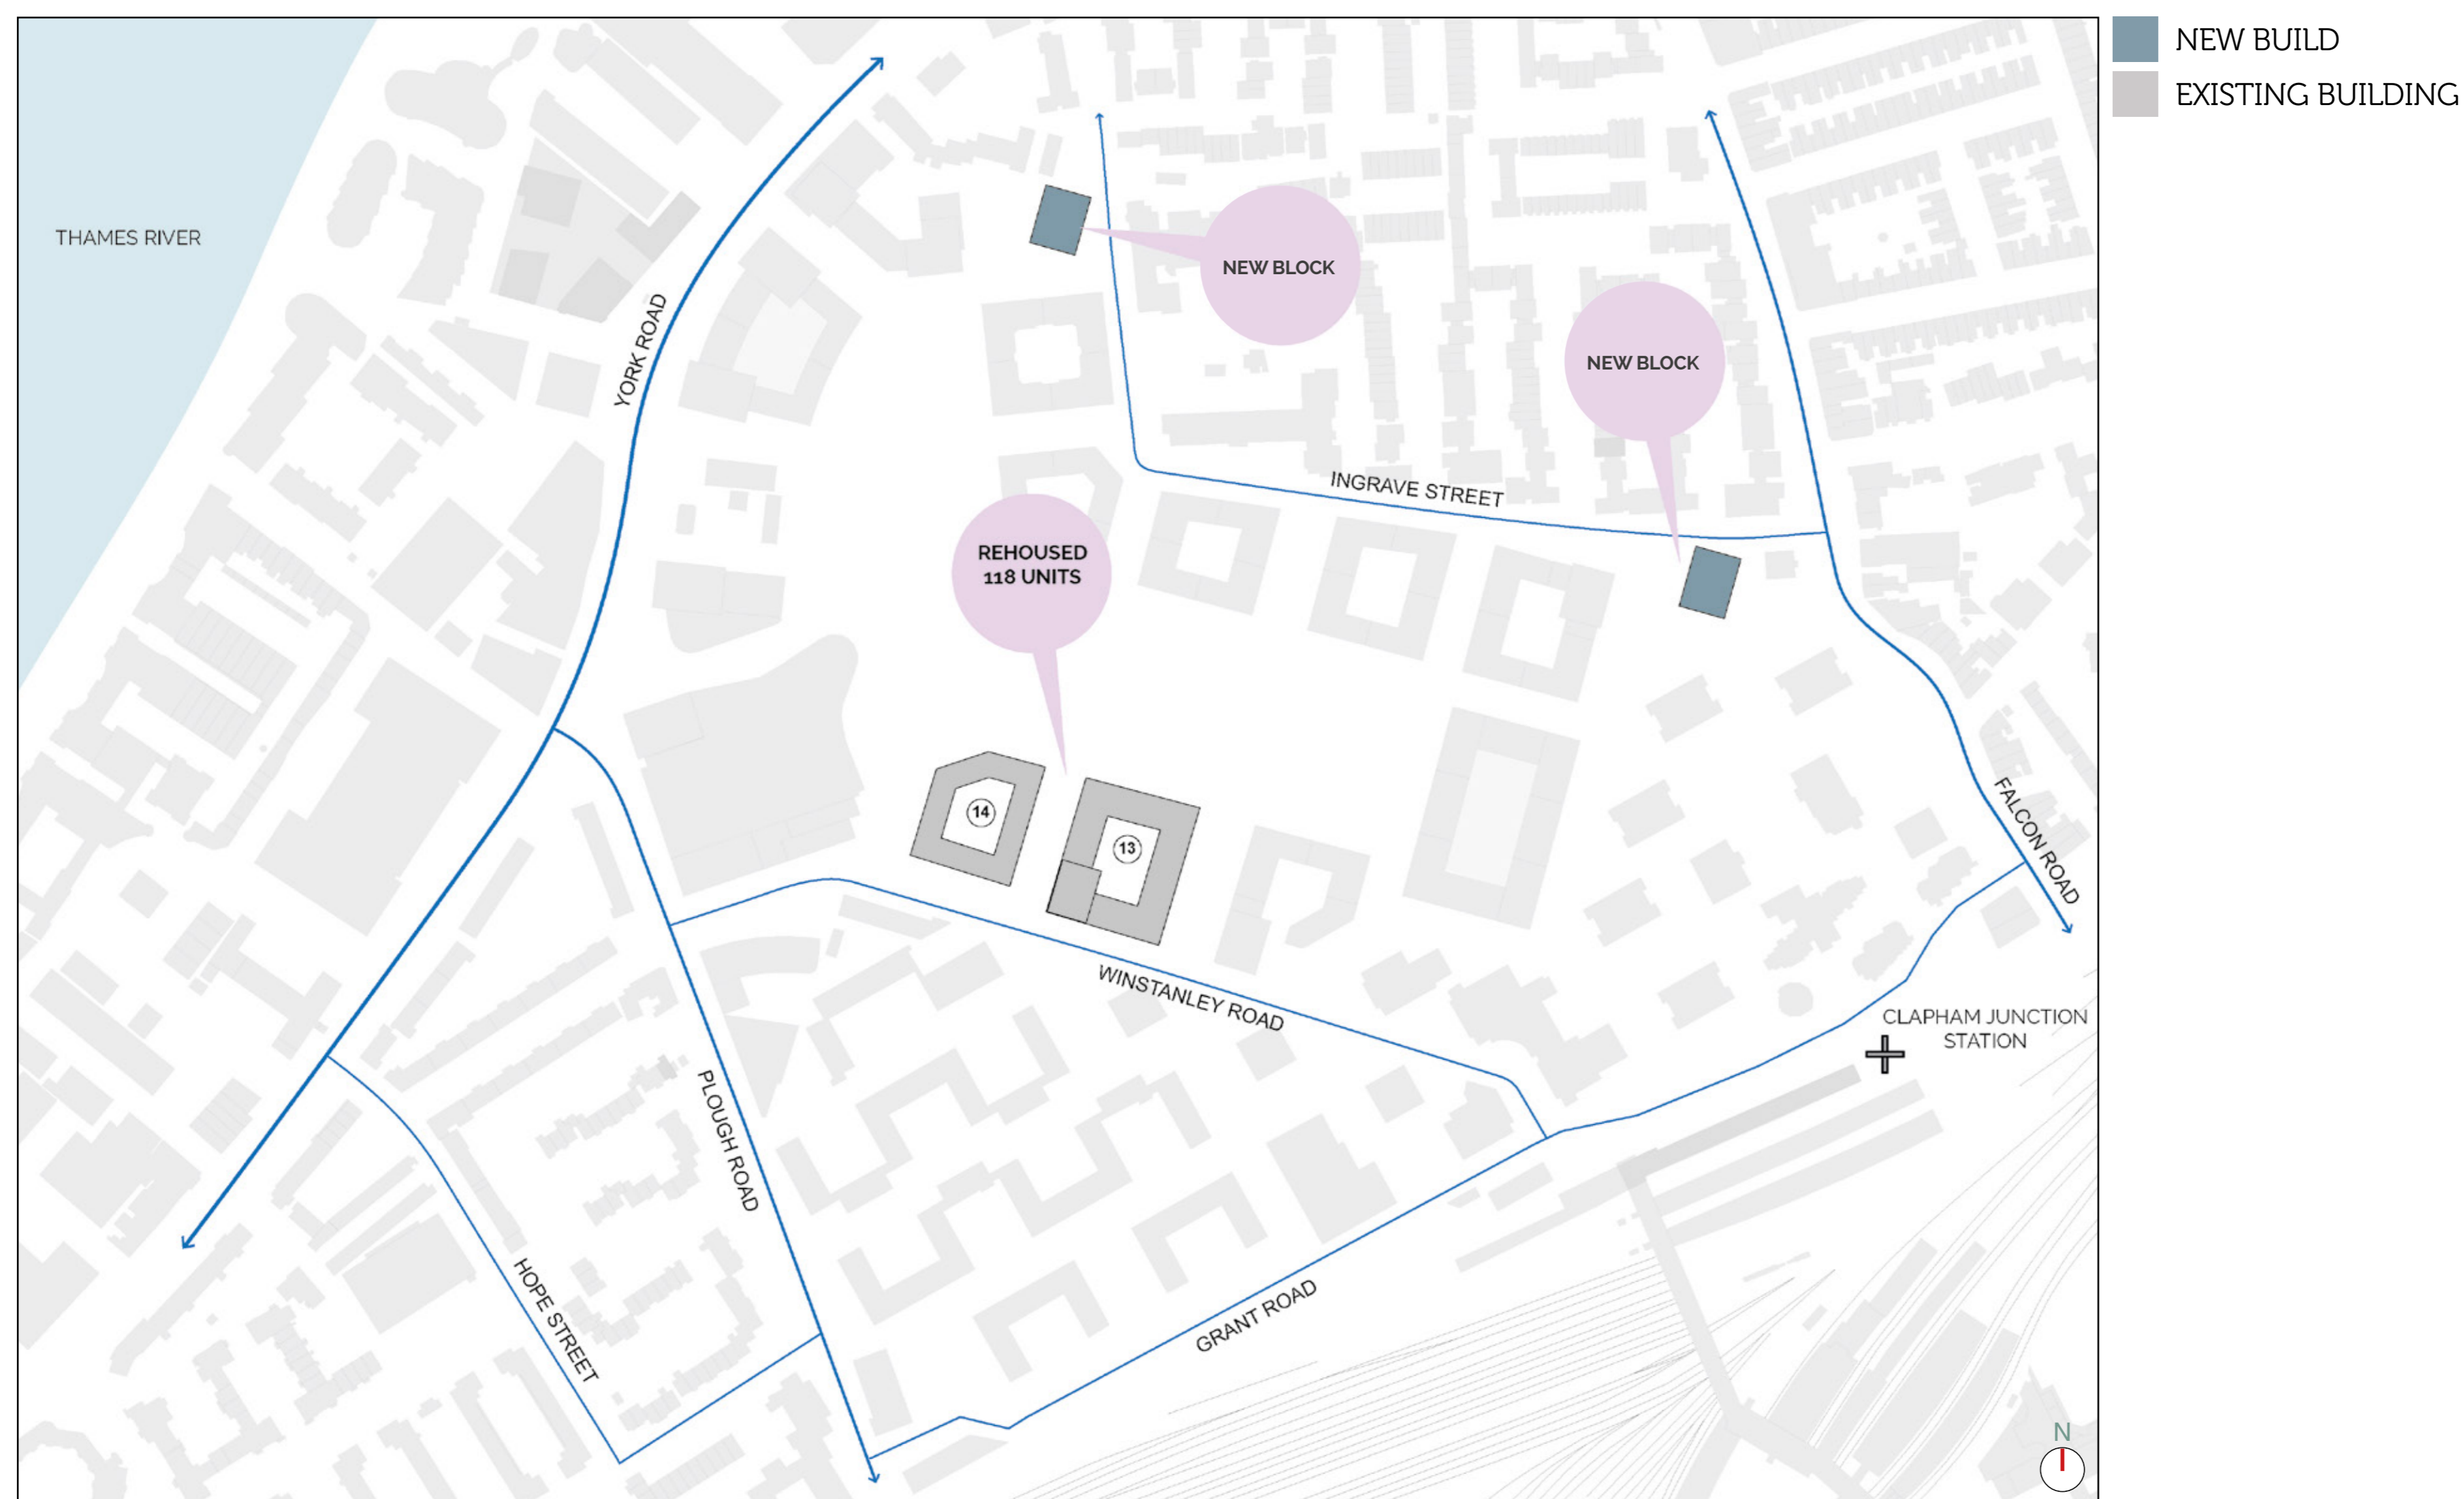 NEW BUILD
EXISTING BUILDING
THAMES RIVER
NEW BLOCK
YORK ROAD
NEW BLOCK
INGRAVE STREET
REHOUSED
118 UNITS
14
13
FALCON ROAD
WINSTANLEY ROAD
CLAPHAM JUNCTION
STATION
PLOUGH ROAD
HOPE STREET
GRANT ROAD
N